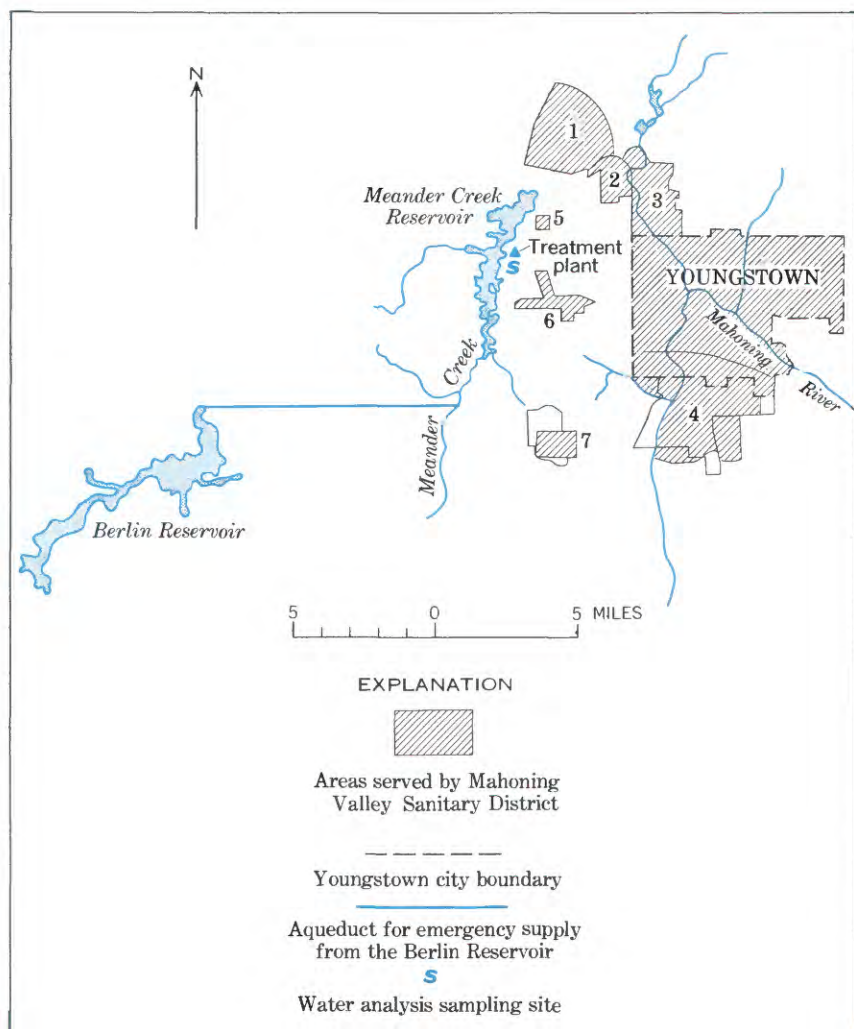 N
1
2
3
Meander Creek
Reservoir
5
Treatment
plant
S
YOUNGSTOWN
6
Mahoning
River
Creek
4
Meander
7
Berlin Reservoir
5 0 5 MILES
EXPLANATION
Areas served by Mahoning
Valley Sanitary District
Youngstown city boundary
Aqueduct for emergency supply
from the Berlin Reservoir
S
Water analysis sampling site